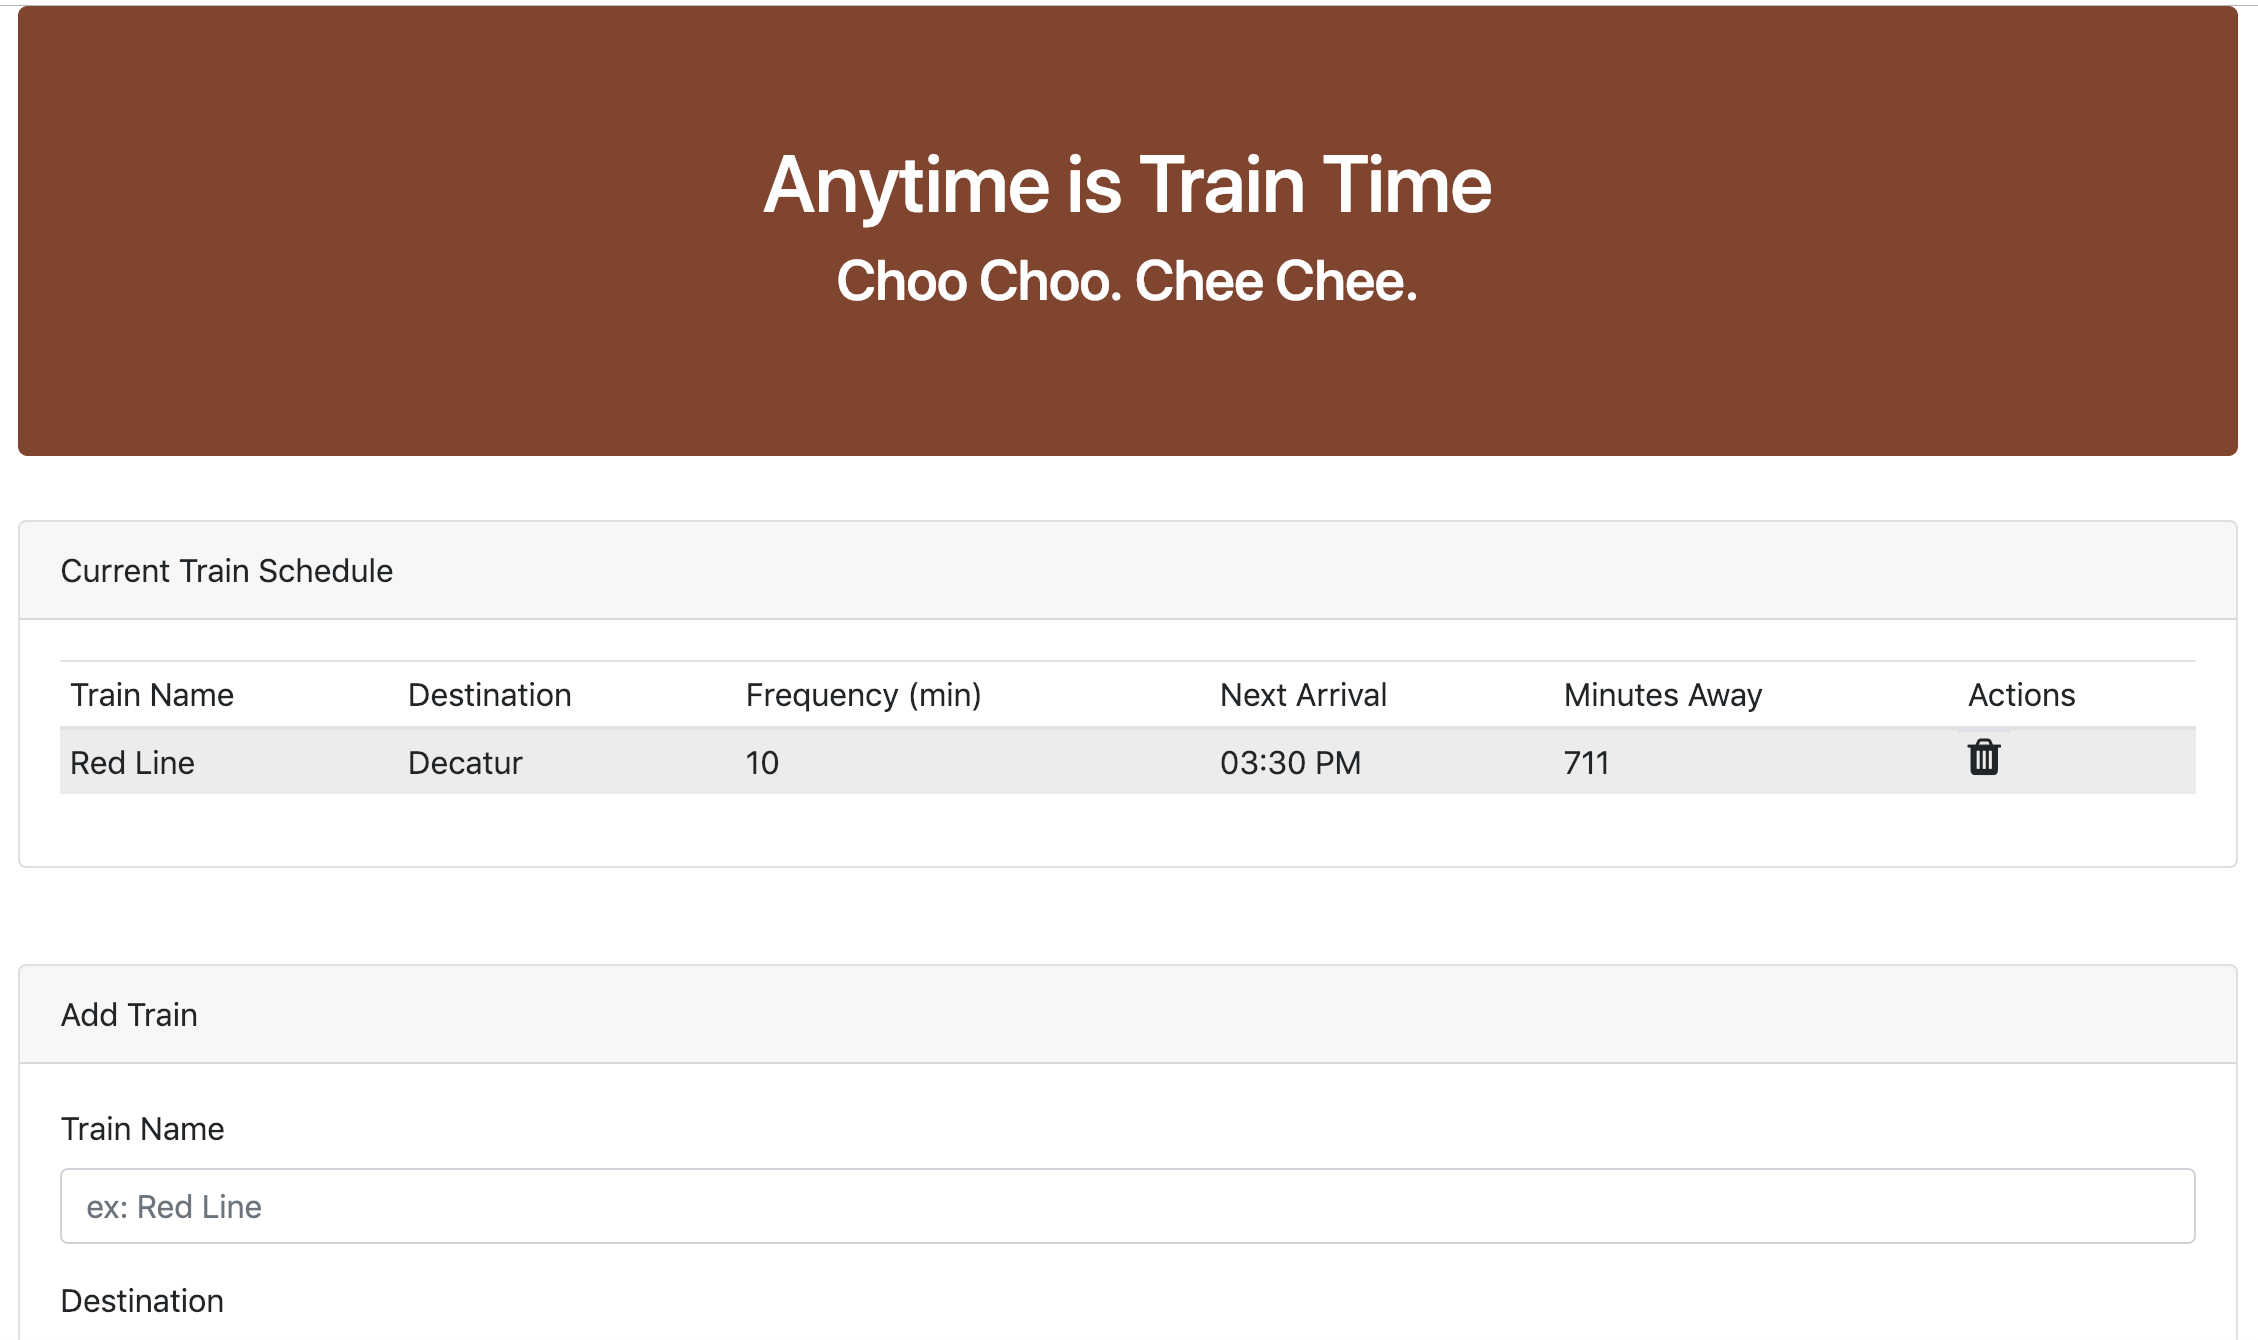 Anytime is Train Time
Choo Choo. Chee Chee.
Current Train Schedule
Train Name Destination Frequency (min) Next Arrival Minutes Away Actions
Red Line Decatur 10 03:30 PM 711
Add Train
Train Name
ex: Red Line
Destination